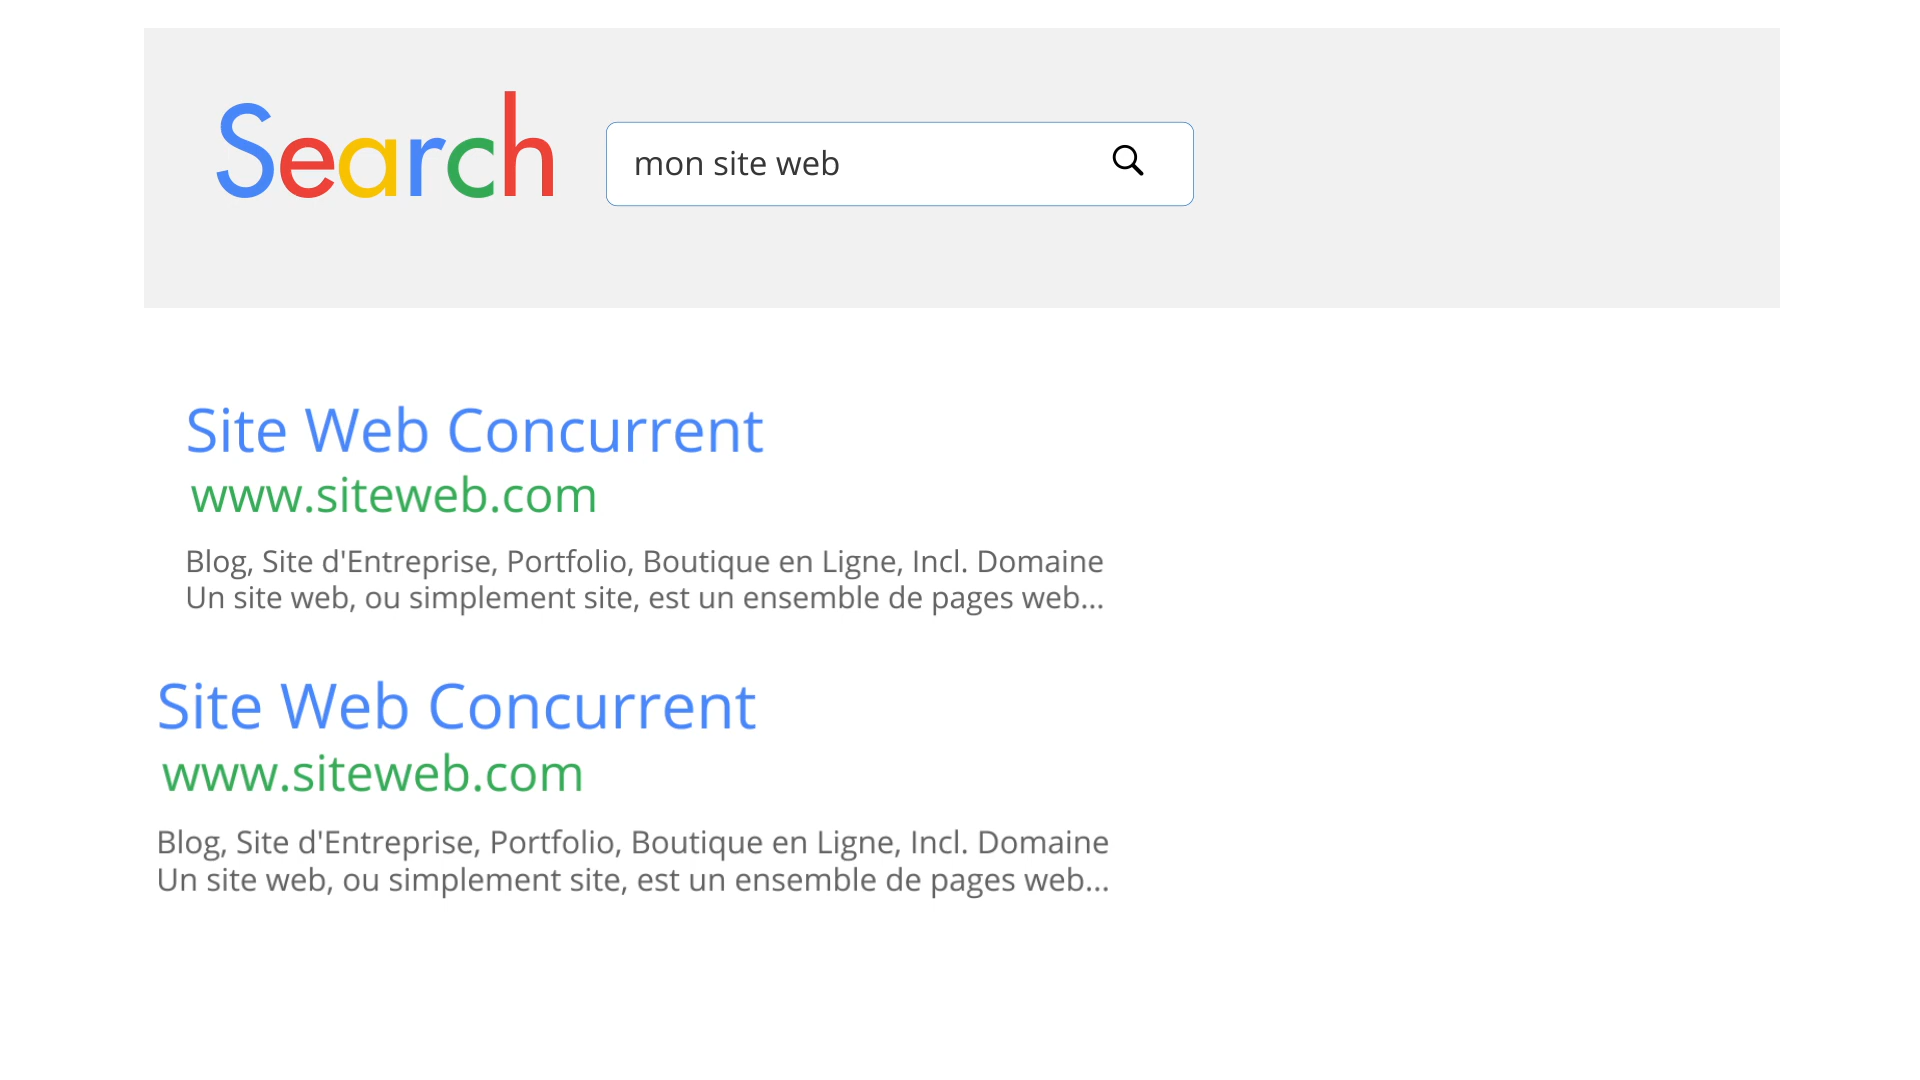 Search
mon site web
Site Web Concurrent
www.siteweb.com
Blog, Site d'Entreprise, Portfolio, Boutique en Ligne, Incl. Domaine
Un site web, ou simplement site, est un ensemble de pages web...
Site Web Concurrent
www.siteweb.com
Blog, Site d'Entreprise, Portfolio, Boutique en Ligne, Incl. Domaine
Un site web, ou simplement site, est un ensemble de pages web...